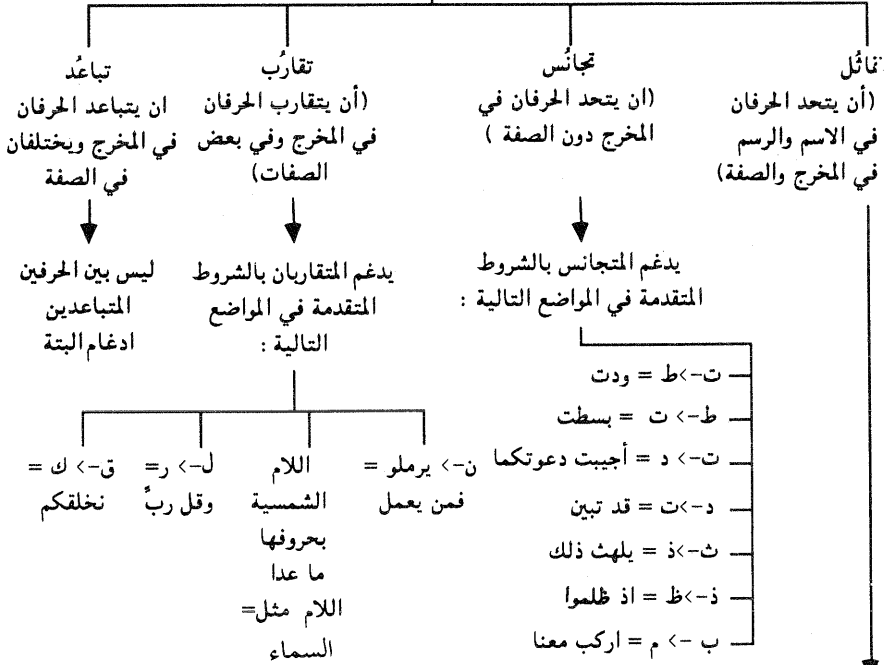 تماثُل
(أن يتحد الحرفان
في الاسم والرسم
في المخرج والصفة)
تجانُس
(ان يتحد الحرفان في
المخرج دون الصفة )
تقارُب
(أن يتقارب الحرفان
في المخرج وفي بعض
الصفات)
تباعُد
ان يتباعد الحرفان
في المخرج ويختلفان
في الصفة
يدغم المتجانس بالشروط
المتقدمة في المواضع التالية :
يدغم المتقاربان بالشروط
المتقدمة في المواضع
التالية :
ليس بين الحرفين
المتباعدين
ادغام البتة
ت-> ط = ودت
ط-> ت = بسطت
ت-> د = أجيبت دعوتكما
د-> ت = قد تبين
ث-> ذ = يلهث ذلك
ذ-> ظ = اذ ظلموا
ب -> م = اركب معنا
ن-> يرملو =
فمن يعمل
اللام
الشمسية
بحروفها
ما عدا
اللام مثل=
السماء
ل-> ر=
وقل ربِّ
ق-> ك =
نخلقكم